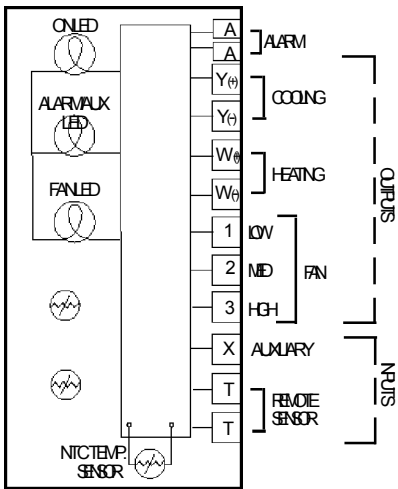 ON LED
ALARM/AUX
LED
FAN LED
NTC TEMP.
SENSOR
A
A
ALARM
Y(+)
Y(-)
COOLING
W(+)
W(-)
HEATING
1 LOW
2 MED
3 HIGH
FAN
X AUXILIARY
T
T
REMOTE
SENSOR
OUTPUTS
INPUTS